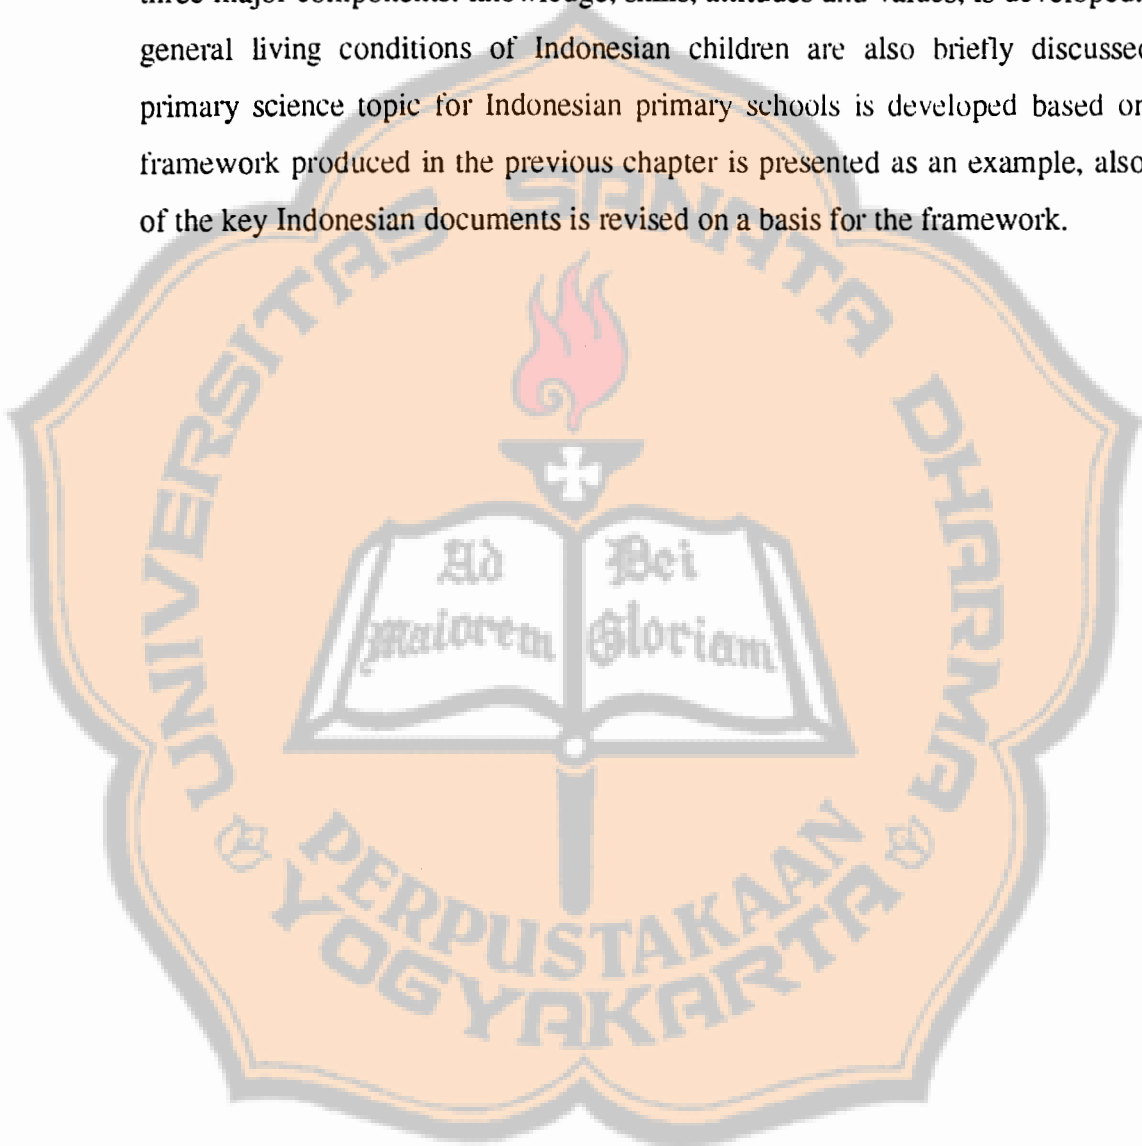 general living conditions of Indonesian children are also briefly discussed
primary science topic for Indonesian primary schools is developed based on
framework produced in the previous chapter is presented as an example, also
of the key Indonesian documents is revised on a basis for the framework.
UNIVERSITAS SANATA DHARMA
Ad Dei
maiorem Gloriam
PERPUSTAKAAN
YOGYAKARTA